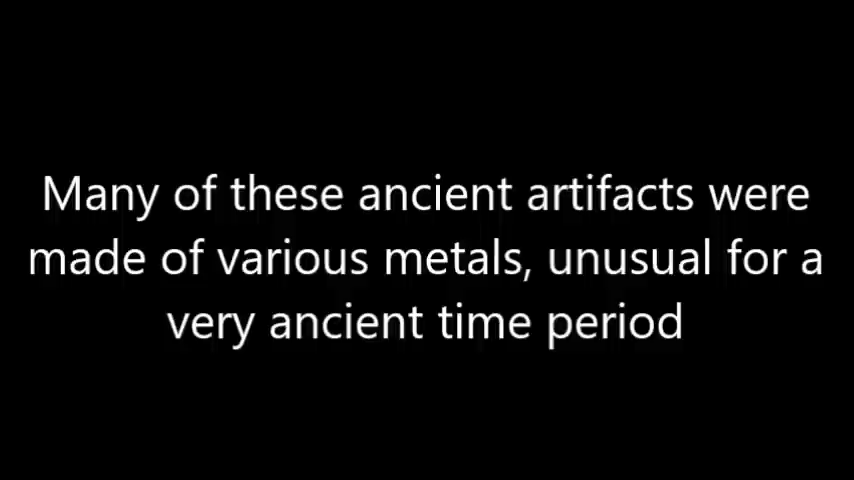 Many of these ancient artifacts were
made of various metals, unusual for a
very ancient time period